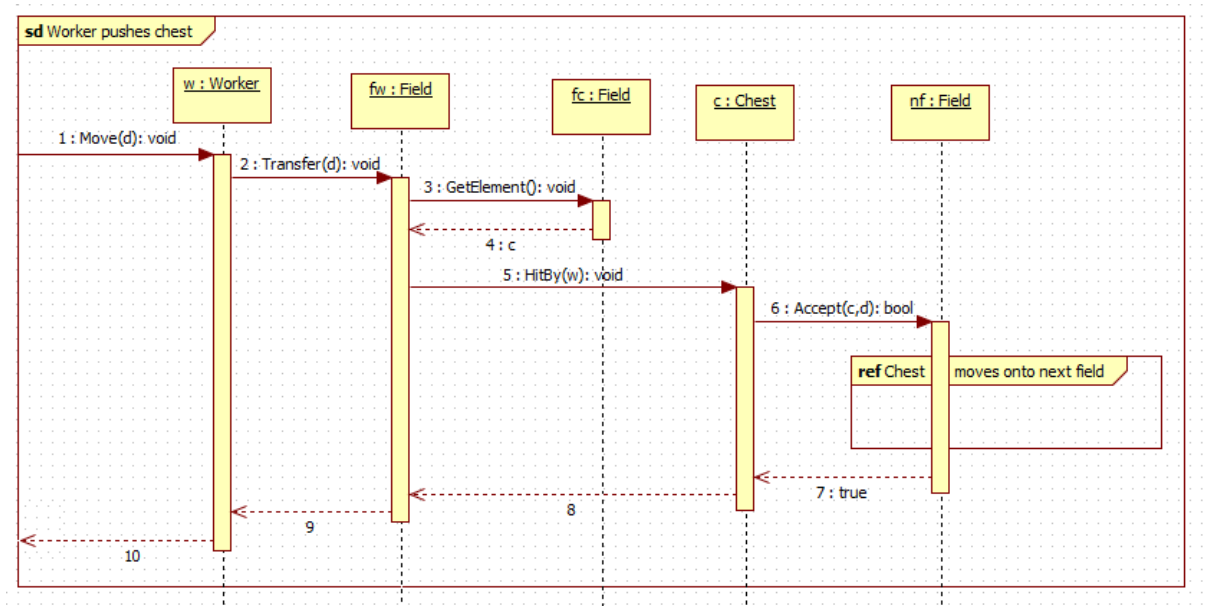 sd Worker pushes chest
w : Worker
fw : Field
fc : Field
c : Chest
nf : Field
1 : Move(d): void
2 : Transfer(d): void
3 : GetElement(): void
4 : c
5 : HitBy(w): void
6 : Accept(c,d): bool
ref Chest moves onto next field
7 : true
8
9
10